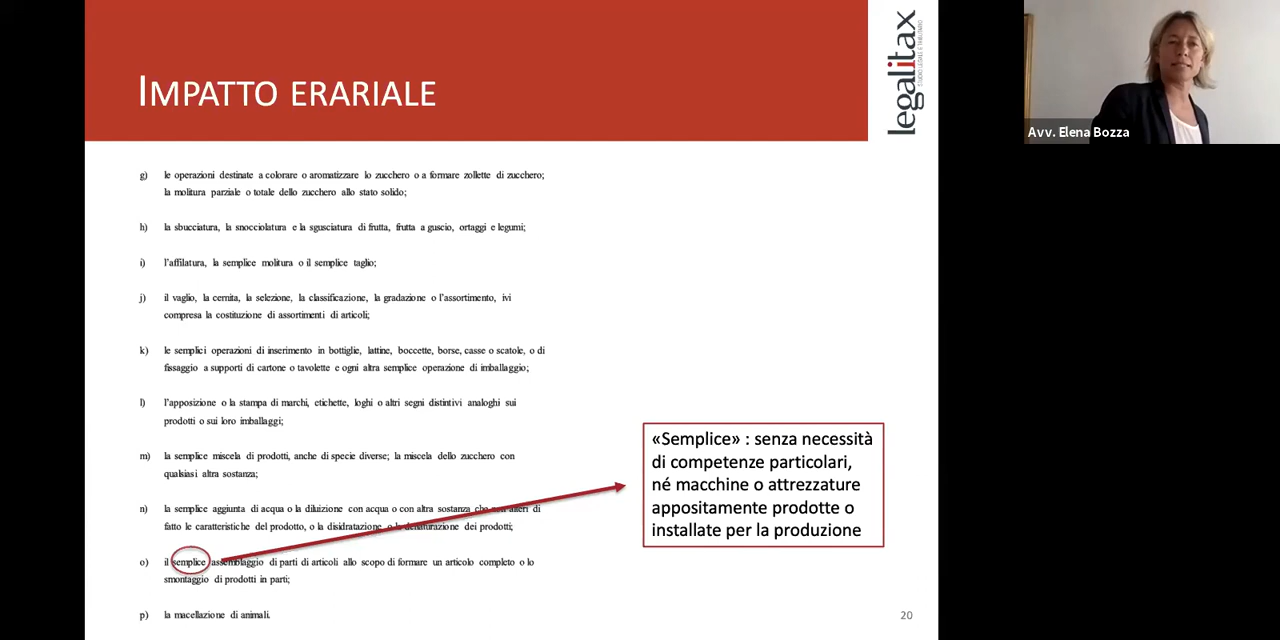 IMPATTO ERARIALE
legalitax
Avv. Elena Bozza
g) le operazioni destinate a colorare o aromatizzare lo zucchero o a formare zollette di zucchero;
la molitura parziale o totale dello zucchero allo stato solido;
h) la sbucciatura, la snocciolatura e la sgusciatura di frutta, frutta a guscio, ortaggi e legumi;
i) l'affilatura, la semplice molitura o il semplice taglio;
j) il vaglio, la cernita, la selezione, la classificazione, la gradazione o l'assortimento, ivi
compresa la costituzione di assortimenti di articoli;
k) le semplici operazioni di inserimento in bottiglie, lattine, boccette, borse, casse o scatole, o di
fissaggio a supporti di cartone o tavolette e ogni altra semplice operazione di imballaggio;
l) l'apposizione o la stampa di marchi, etichette, loghi o altri segni distintivi analoghi sui
prodotti o sui loro imballaggi;
m) la semplice miscela di prodotti, anche di specie diverse; la miscela dello zucchero con
qualsiasi altra sostanza;
n) la semplice aggiunta di acqua o la diluizione con acqua o con altra sostanza che non alteri di
fatto le caratteristiche del prodotto, o la disidratazione o la denaturazione dei prodotti;
o) il semplice assemblaggio di parti di articoli allo scopo di formare un articolo completo o lo
smontaggio di prodotti in parti;
p) la macellazione di animali.
«Semplice» : senza necessità
di competenze particolari,
né macchine o attrezzature
appositamente prodotte o
installate per la produzione
20